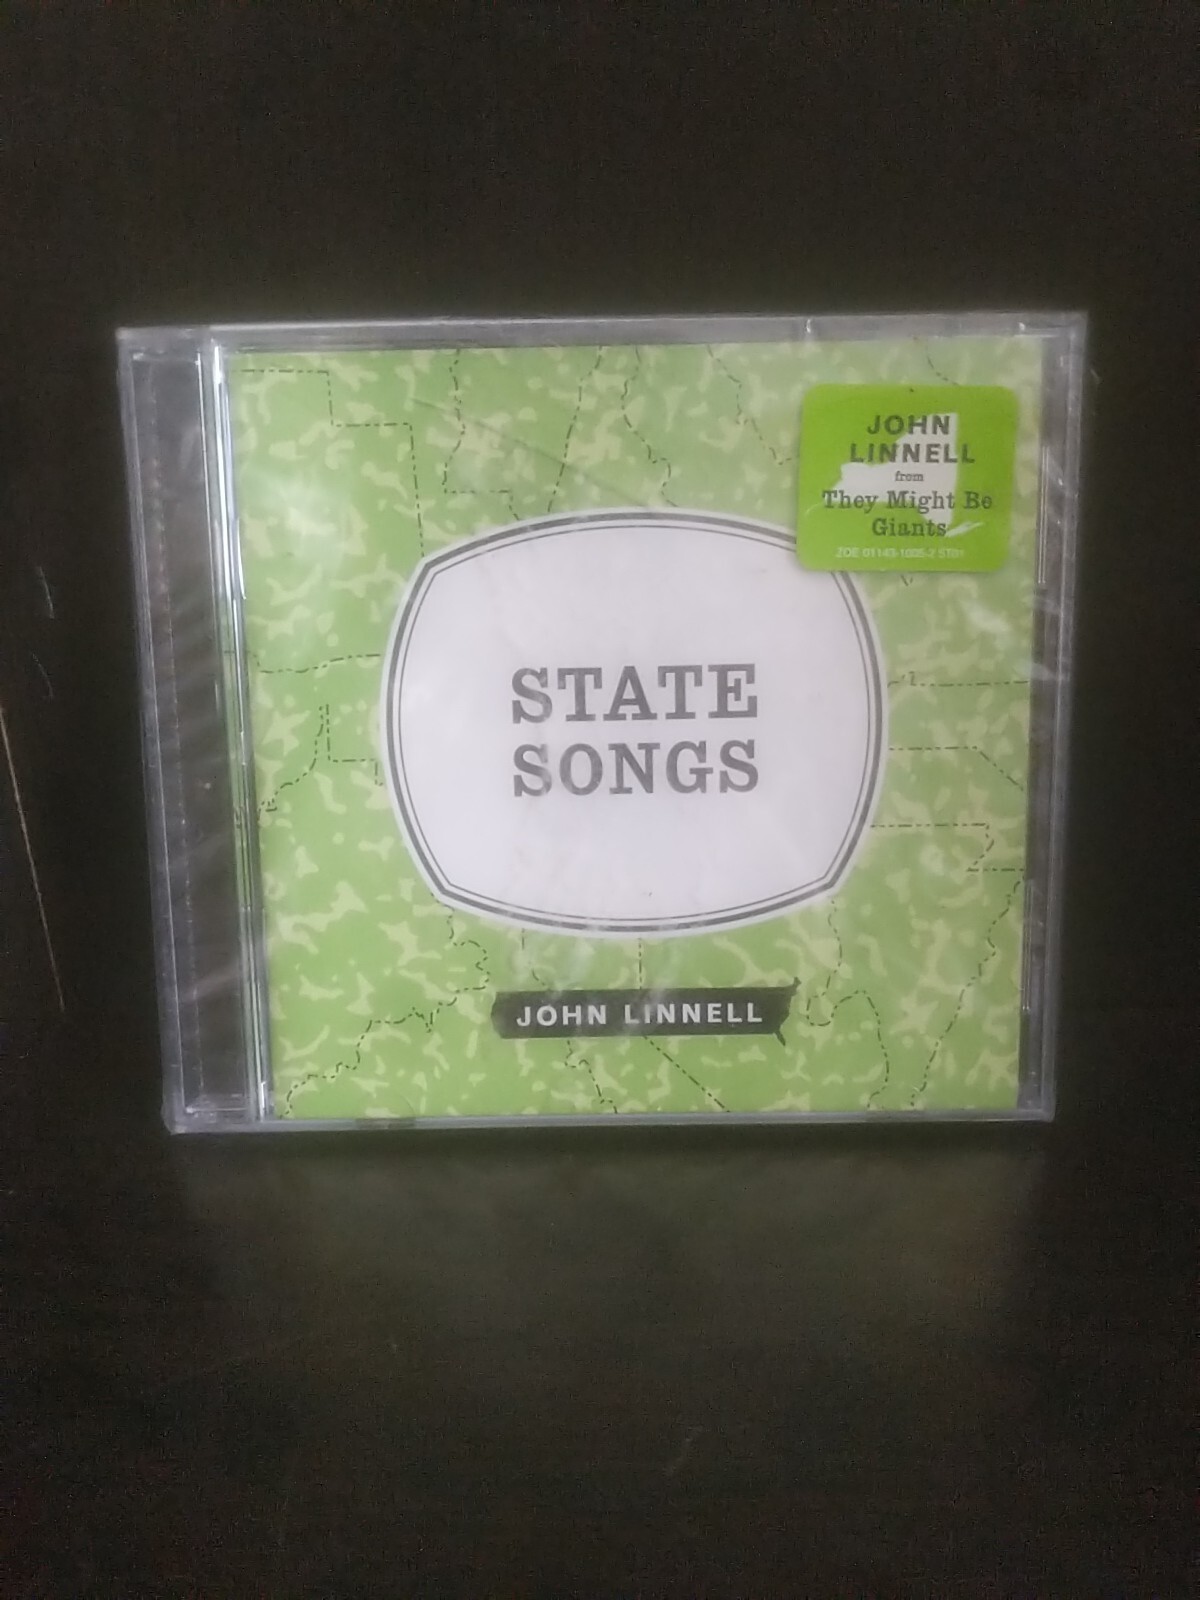 JOHN
LINNELL
from
They Might Be
Giants
STATE
SONGS
JOHN LINNELL